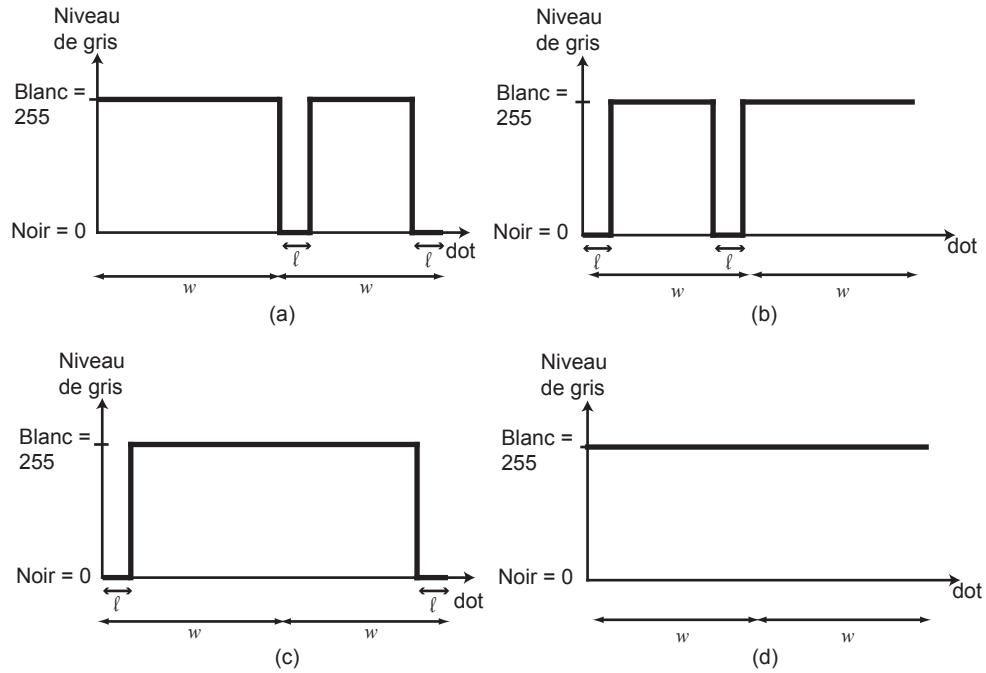 Niveau
de gris
Blanc =
255
Noir = 0
ℓ
ℓ
dot
w
w
(a)
Niveau
de gris
Blanc =
255
Noir = 0
ℓ
ℓ
dot
w
w
(b)
Niveau
de gris
Blanc =
255
Noir = 0
ℓ
ℓ
dot
w
w
(c)
Niveau
de gris
Blanc =
255
Noir = 0
dot
w
w
(d)